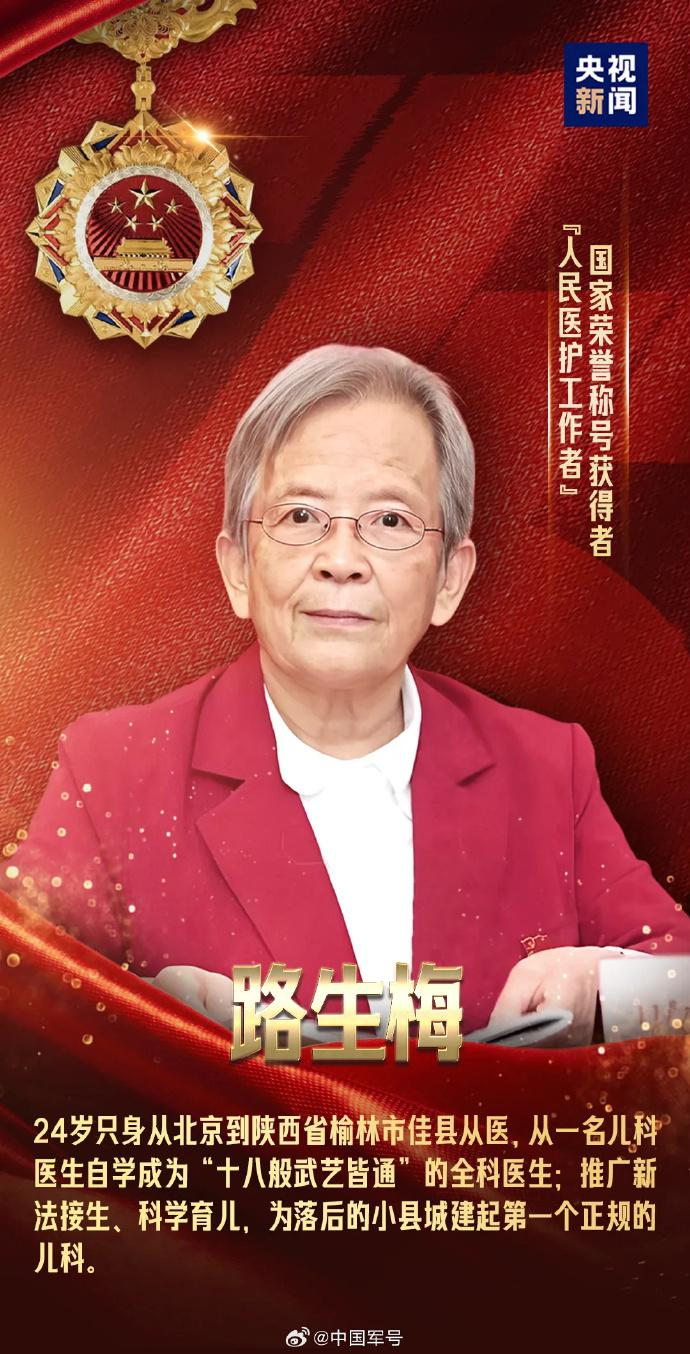 央视
新闻
国家荣誉称号获得者
『人民医护工作者』
路生梅
24岁只身从北京到陕西省榆林市佳县从医，从一名儿科
医生自学成为“十八般武艺皆通”的全科医生；推广新
法接生、科学育儿，为落后的小县城建起第一个正规的
儿科。
@中国军号